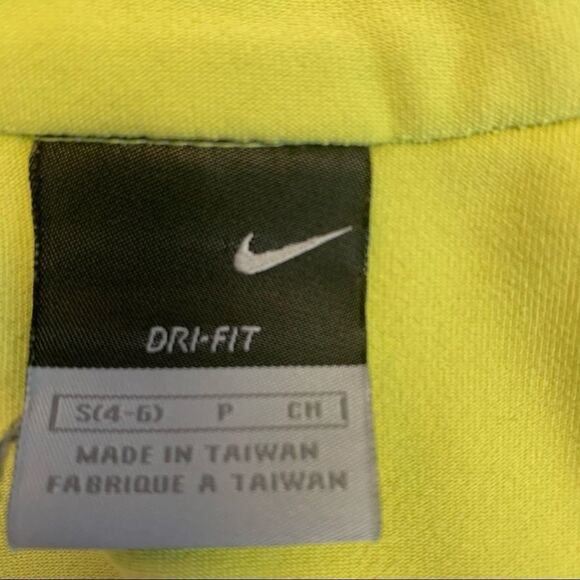 DRI-FIT
S(4-6) P CH
MADE IN TAIWAN
FABRIQUE A TAIWAN